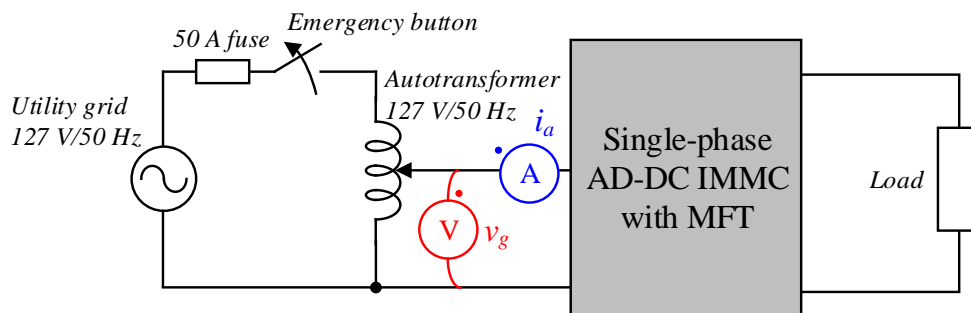 Emergency button
50 A fuse
Autotransformer
127 V/50 Hz
Utility grid
127 V/50 Hz
i_a
A
V
v_g
Single-phase
AD-DC IMMC
with MFT
Load